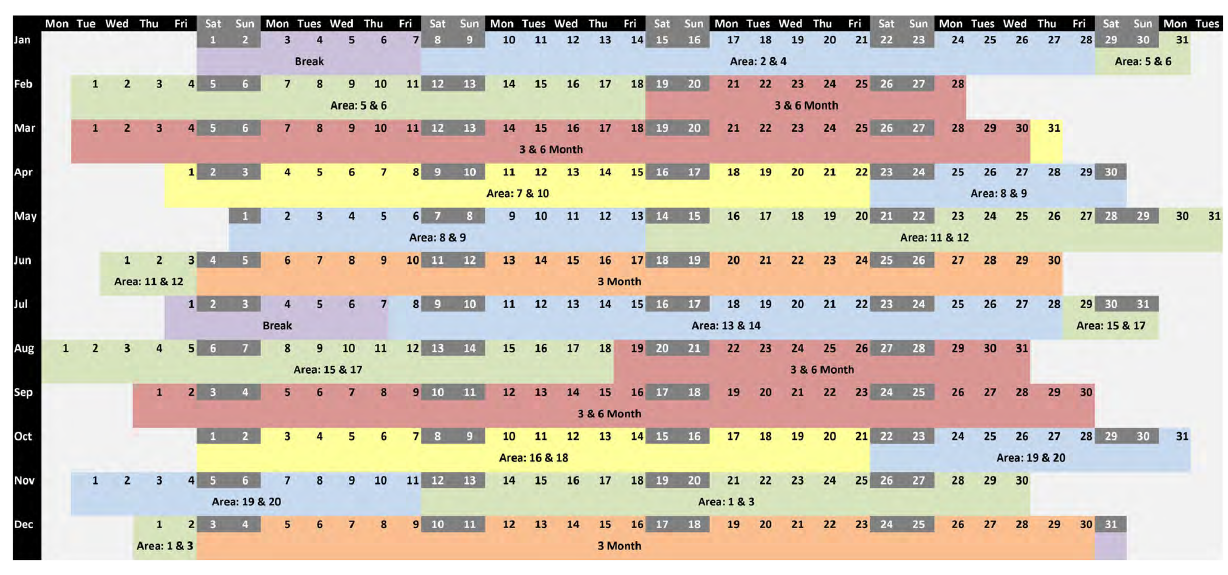 Mon Tue Wed Thu Fri Sat Sun Mon Tues Wed Thu Fri Sat Sun Mon Tues Wed Thu Fri Sat Sun Mon Tues Wed Thu Fri Sat Sun Mon Tues Wed Thu Fri Sat Sun Mon Tues
Jan 1 2 3 4 5 6 7 8 9 10 11 12 13 14 15 16 17 18 19 20 21 22 23 24 25 26 27 28 29 30 31
Break Area: 2 & 4 Area: 5 & 6
Feb 1 2 3 4 5 6 7 8 9 10 11 12 13 14 15 16 17 18 19 20 21 22 23 24 25 26 27 28
Area: 5 & 6 3 & 6 Month
Mar 1 2 3 4 5 6 7 8 9 10 11 12 13 14 15 16 17 18 19 20 21 22 23 24 25 26 27 28 29 30 31
3 & 6 Month
Apr 1 2 3 4 5 6 7 8 9 10 11 12 13 14 15 16 17 18 19 20 21 22 23 24 25 26 27 28 29 30
Area: 7 & 10 Area: 8 & 9
May 1 2 3 4 5 6 7 8 9 10 11 12 13 14 15 16 17 18 19 20 21 22 23 24 25 26 27 28 29 30 31
Area: 8 & 9 Area: 11 & 12
Jun 1 2 3 4 5 6 7 8 9 10 11 12 13 14 15 16 17 18 19 20 21 22 23 24 25 26 27 28 29 30
Area: 11 & 12 3 Month
Jul 1 2 3 4 5 6 7 8 9 10 11 12 13 14 15 16 17 18 19 20 21 22 23 24 25 26 27 28 29 30 31
Break Area: 13 & 14 Area: 15 & 17
Aug 1 2 3 4 5 6 7 8 9 10 11 12 13 14 15 16 17 18 19 20 21 22 23 24 25 26 27 28 29 30 31
Area: 15 & 17 3 & 6 Month
Sep 1 2 3 4 5 6 7 8 9 10 11 12 13 14 15 16 17 18 19 20 21 22 23 24 25 26 27 28 29 30
3 & 6 Month
Oct 1 2 3 4 5 6 7 8 9 10 11 12 13 14 15 16 17 18 19 20 21 22 23 24 25 26 27 28 29 30 31
Area: 16 & 18 Area: 19 & 20
Nov 1 2 3 4 5 6 7 8 9 10 11 12 13 14 15 16 17 18 19 20 21 22 23 24 25 26 27 28 29 30
Area: 19 & 20 Area: 1 & 3
Dec 1 2 3 4 5 6 7 8 9 10 11 12 13 14 15 16 17 18 19 20 21 22 23 24 25 26 27 28 29 30 31
Area: 1 & 3 3 Month